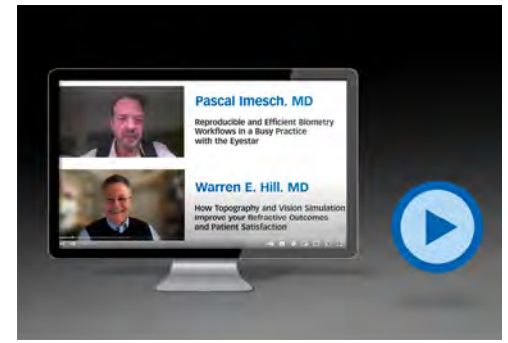 Pascal Imesch, MD
Reproducible and Efficient Biometry
Workflows in a Busy Practice
with the Eyestar
Warren E. Hill, MD
How Topography and Vision Simulation
Improve your Refractive Outcomes
and Patient Satisfaction